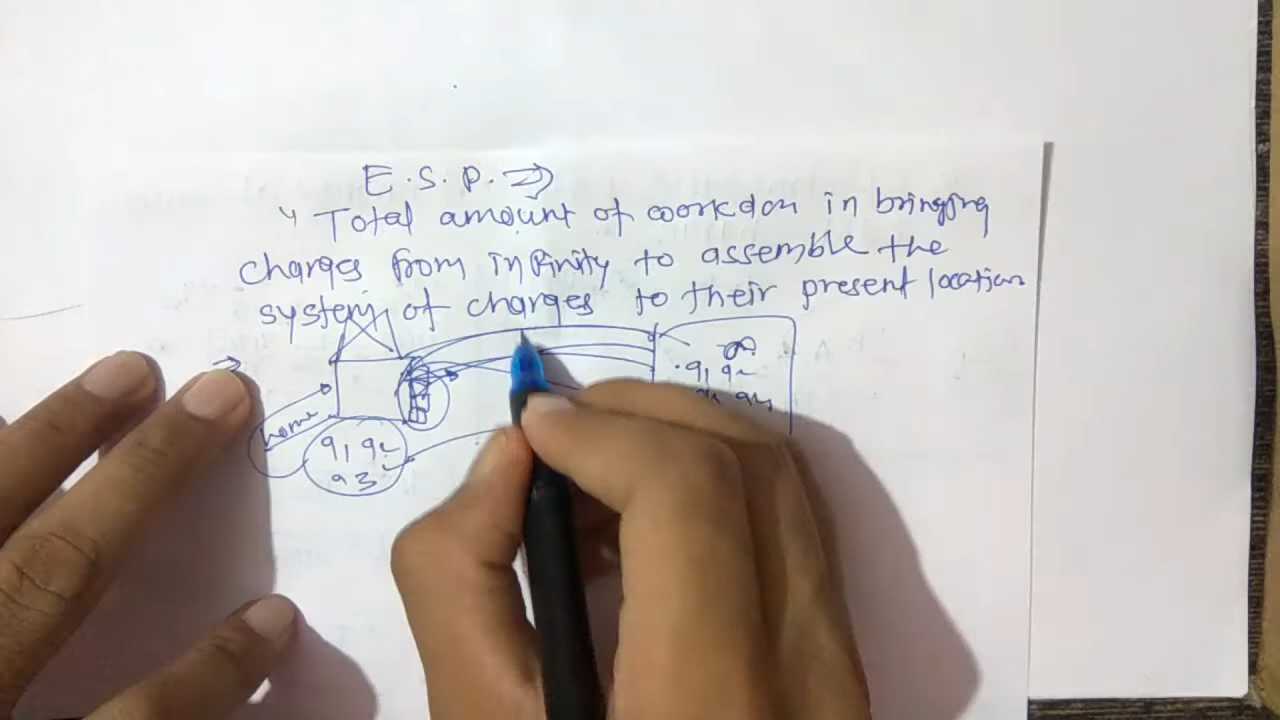 E.S.P. ⇒
Total amount of workdon in bringing
charges from infinity to assemble the
system of charges to their present location
∞
q1 q2
q4
home
q1 q2
q3